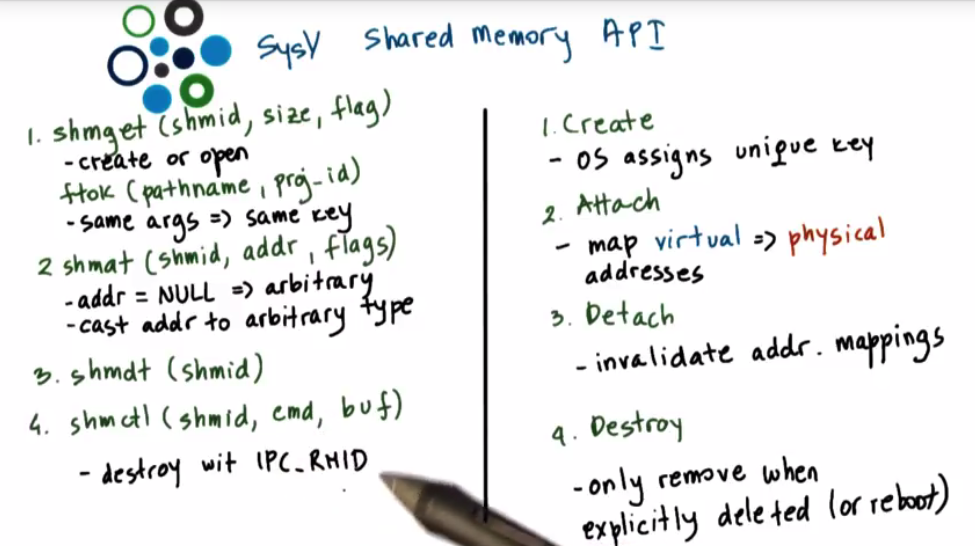 SysV Shared Memory API
1. shmget (shmid, size, flag)
- create or open
ftok (pathname, prj-id)
- same args => same key
2 shmat (shmid, addr, flags)
- addr = NULL => arbitrary
- cast addr to arbitrary type
3. shmdt (shmid)
4. shmctl (shmid, cmd, buf)
- destroy wit IPC_RMID
1. Create
- OS assigns unique key
2. Attach
- map virtual => physical
addresses
3. Detach
- invalidate addr. mappings
4. Destroy
- only remove when
explicitly deleted (or reboot)